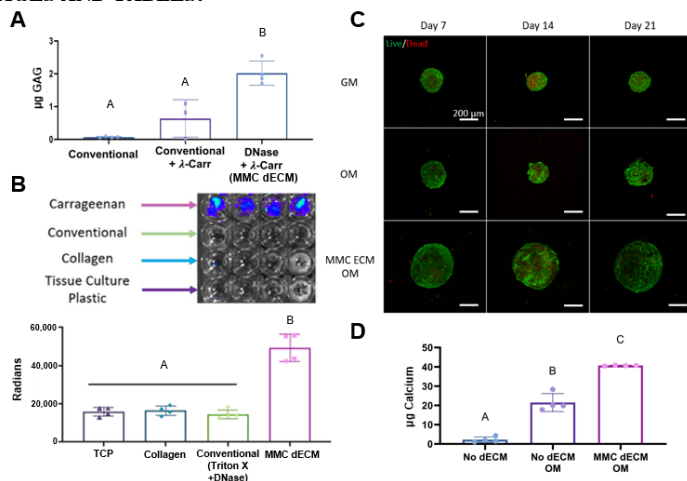 A
µg GAG
3
2
1
0
A
A
B
Conventional
Conventional
+ λ-Carr
DNase
+ λ-Carr
(MMC dECM)
B
Carrageenan
Conventional
Collagen
Tissue Culture
Plastic
Radians
60,000
40,000
20,000
0
A
B
TCP
Collagen
Conventional
(Triton X
+DNase)
MMC dECM
C
Day 7
Day 14
Day 21
Live/Dead
GM
200 µm
OM
MMC ECM
OM
D
µg Calcium
50
40
30
20
10
0
A
B
C
No dECM
No dECM
OM
MMC dECM
OM